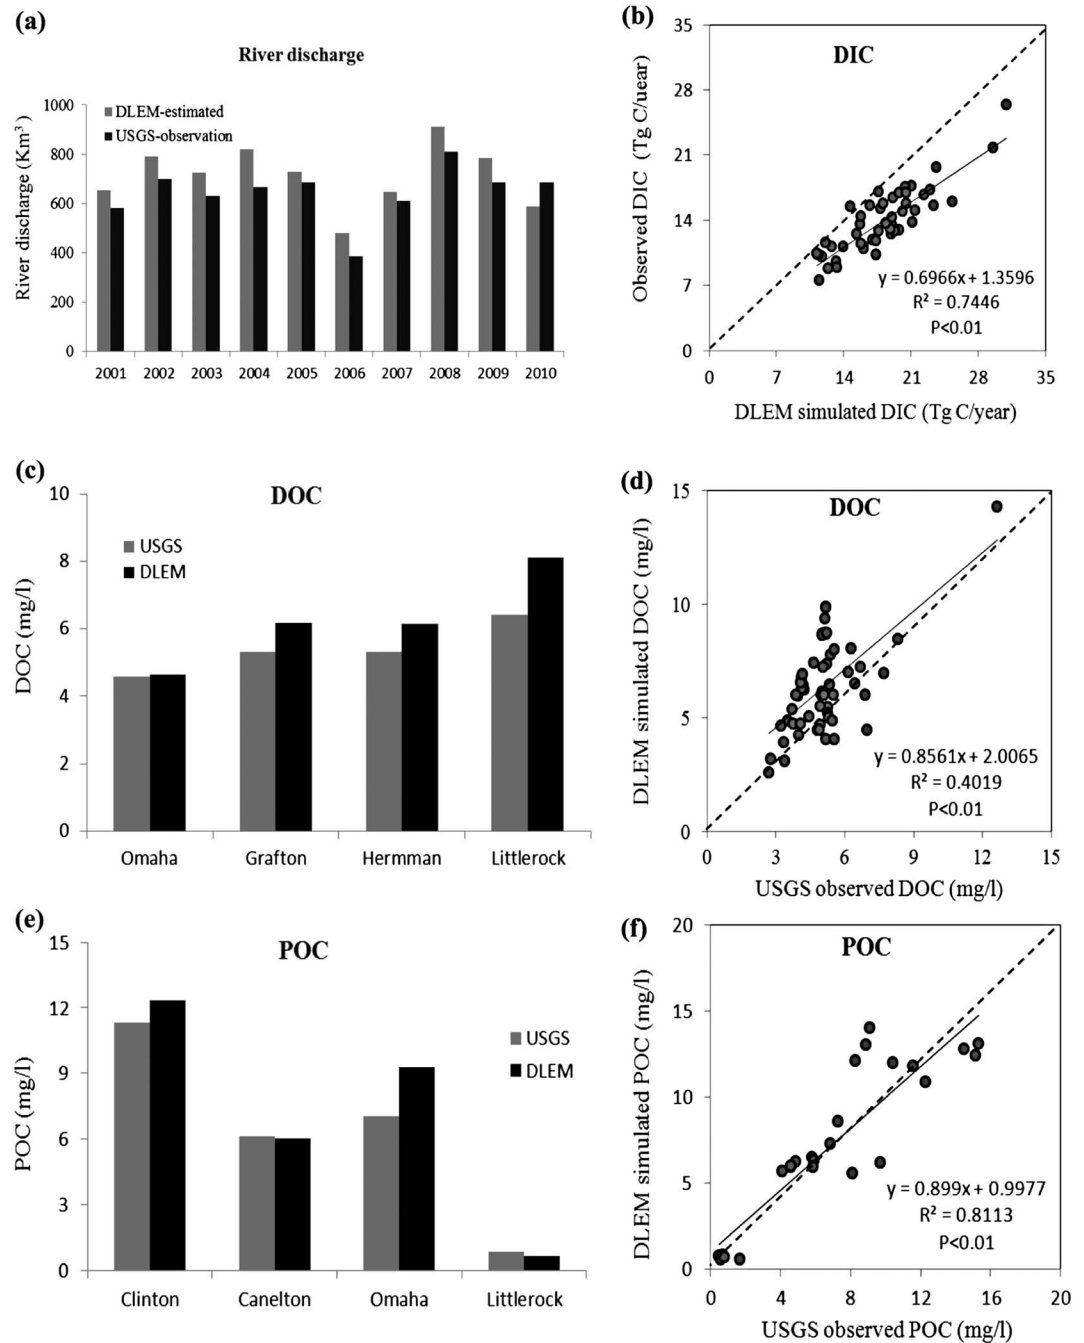 (a)
River discharge
River discharge (Km³)
1000
800
600
400
200
0
DLEM-estimated
USGS-observation
2001 2002 2003 2004 2005 2006 2007 2008 2009 2010
(b)
DIC
Observed DIC (Tg C/uear)
35
28
21
14
7
0
y = 0.6966x + 1.3596
R² = 0.7446
P<0.01
0 7 14 21 28 35
DLEM simulated DIC (Tg C/year)
(c)
DOC
DOC (mg/l)
10
8
6
4
2
0
USGS
DLEM
Omaha Grafton Hermman Littlerock
(d)
DOC
DLEM simulated DOC (mg/l)
15
10
5
0
y = 0.8561x + 2.0065
R² = 0.4019
P<0.01
0 3 6 9 12 15
USGS observed DOC (mg/l)
(e)
POC
POC (mg/l)
15
12
9
6
3
0
USGS
DLEM
Clinton Canelton Omaha Littlerock
(f)
POC
DLEM simulated POC (mg/l)
20
15
10
5
0
y = 0.899x + 0.9977
R² = 0.8113
P<0.01
0 4 8 12 16 20
USGS observed POC (mg/l)